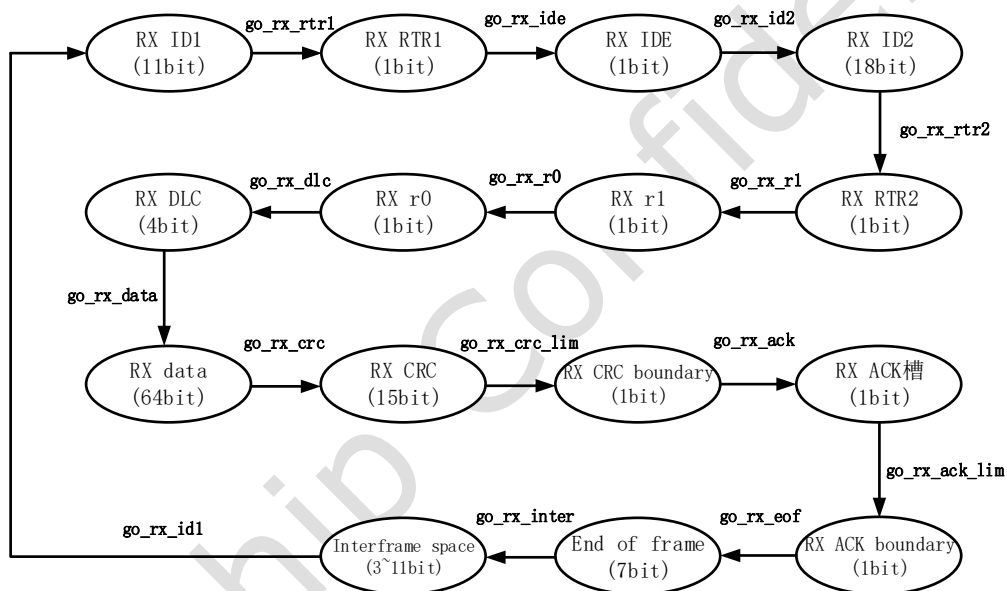 RX ID1
(11bit)
go_rx_rtr1
RX RTR1
(1bit)
go_rx_ide
RX IDE
(1bit)
go_rx_id2
RX ID2
(18bit)
go_rx_rtr2
RX DLC
(4bit)
go_rx_dlc
RX r0
(1bit)
go_rx_r0
RX r1
(1bit)
go_rx_r1
RX RTR2
(1bit)
go_rx_data
RX data
(64bit)
go_rx_crc
RX CRC
(15bit)
go_rx_crc_lim
RX CRC boundary
(1bit)
go_rx_ack
RX ACK槽
(1bit)
go_rx_ack_lim
go_rx_id1
Interframe space
(3~11bit)
go_rx_inter
End of frame
(7bit)
go_rx_eof
RX ACK boundary
(1bit)
hip Confide